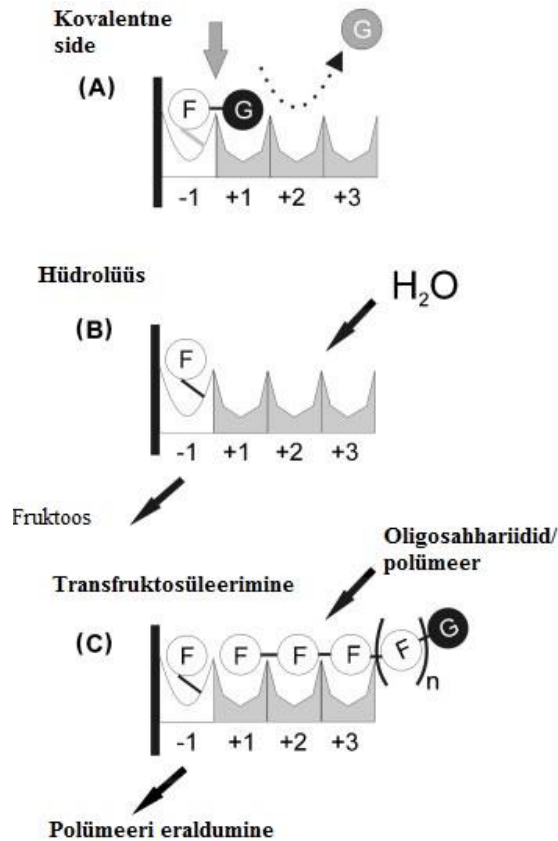 Kovalentne
side
G
(A)
F
G
-1 +1 +2 +3
Hüdrolüüs
H₂O
(B)
F
-1 +1 +2 +3
Fruktoos
Oligosahhariidid/
polümeer
Transfruktosüleerimine
(C)
F F F F (F)n G
-1 +1 +2 +3
Polümeeri eraldumine